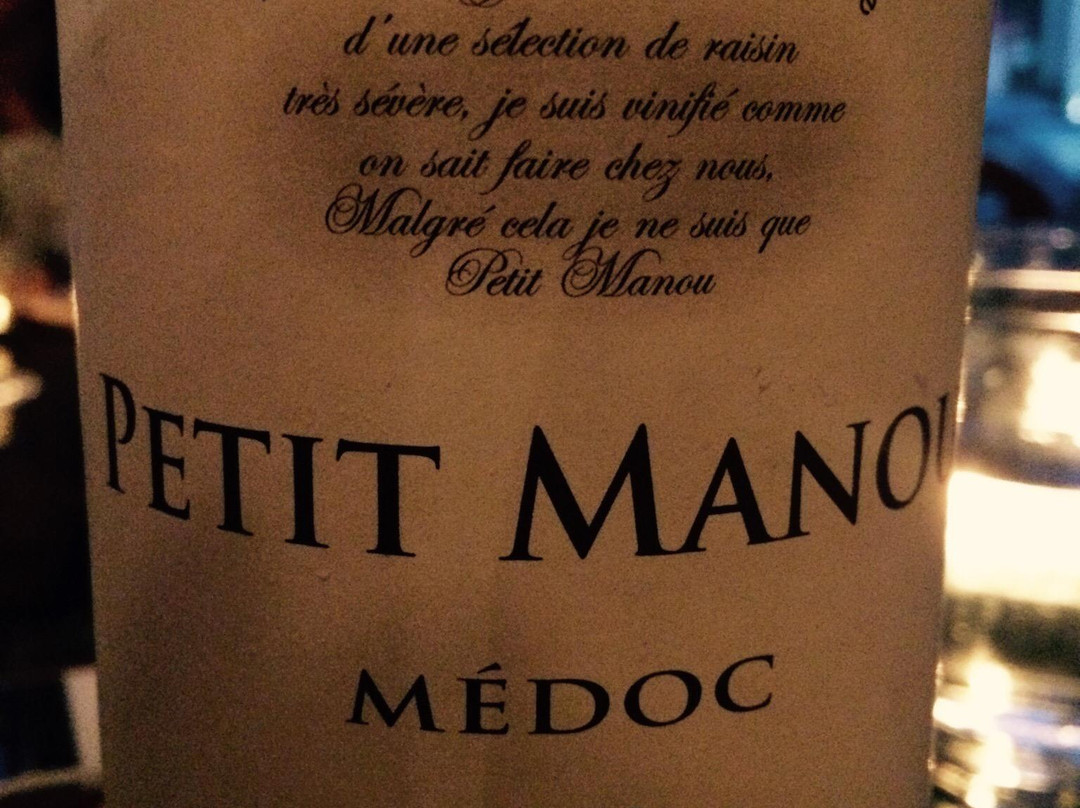 d'une sélection de raisin
très sévère, je suis vinifié comme
on sait faire chez nous,
Malgré cela je ne suis que
Petit Manou
PETIT MANOU
MÉDOC